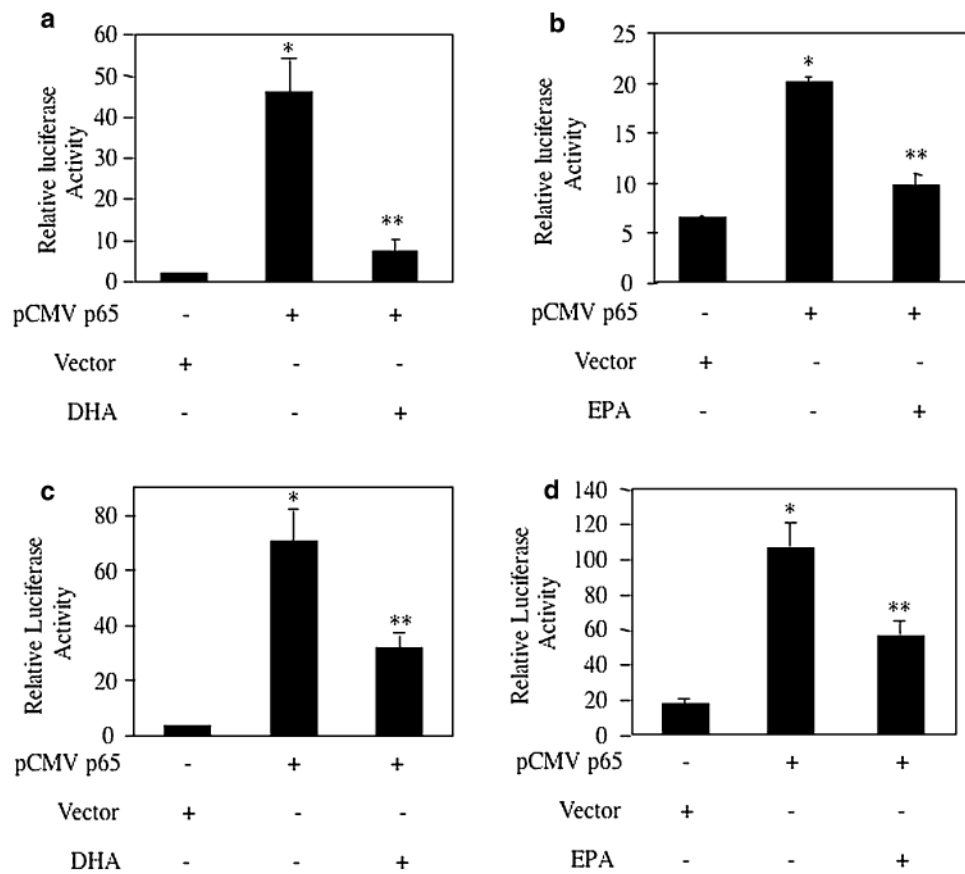 a
Relative luciferase
Activity
60
50
40
30
20
10
0
*
**
pCMV p65 - + +
Vector + - -
DHA - - +
b
Relative luciferase
Activity
25
20
15
10
5
0
*
**
pCMV p65 - + +
Vector + - -
EPA - - +
c
Relative Luciferase
Activity
80
60
40
20
0
*
**
pCMV p65 - + +
Vector + - -
DHA - - +
d
Relative Luciferase
Activity
140
120
100
80
60
40
20
0
*
**
pCMV p65 - + +
Vector + - -
EPA - - +